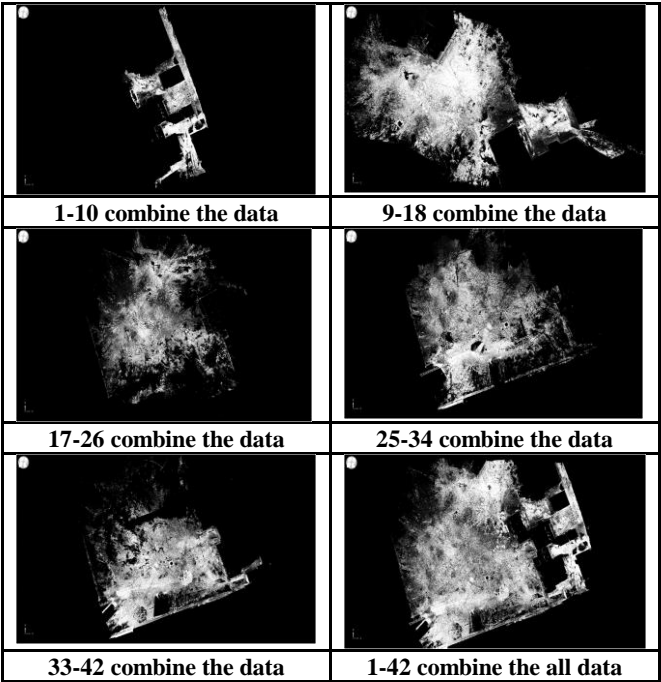 1-10 combine the data
9-18 combine the data
17-26 combine the data
25-34 combine the data
33-42 combine the data
1-42 combine the all data